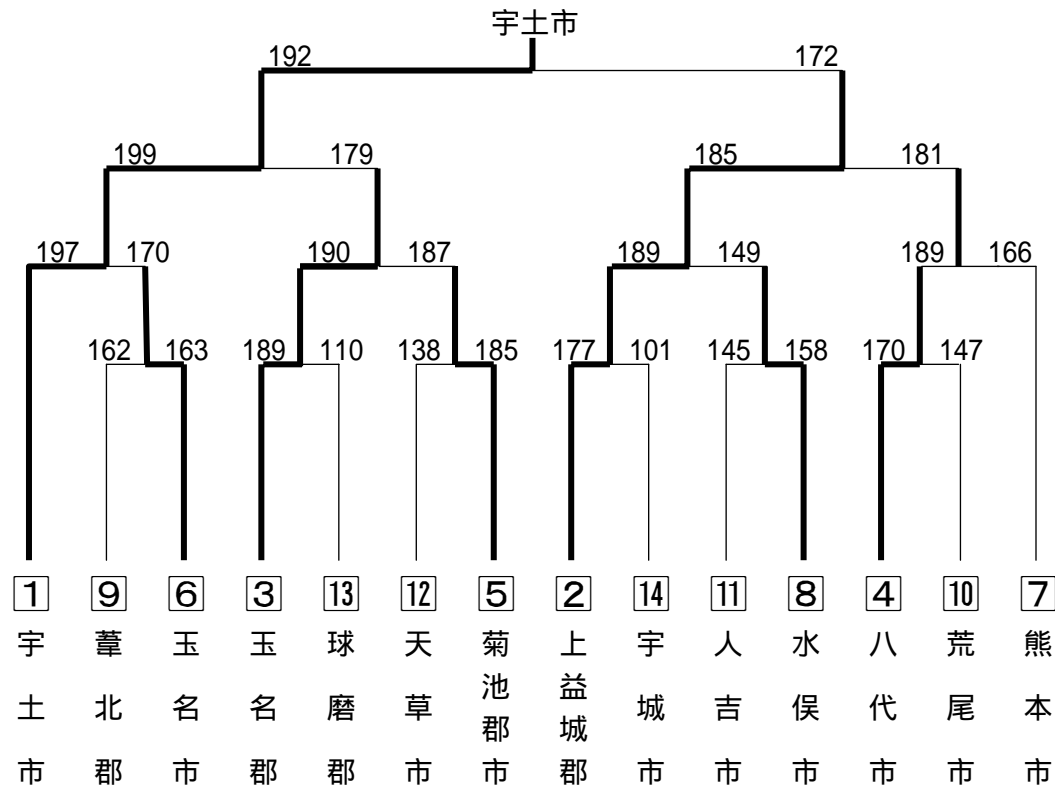 宇土市
192 172
199 179 185 181
197 170 190 187 189 149 189 166
162 163 189 110 138 185 177 101 145 158 170 147
1 9 6 3 13 12 5 2 14 11 8 4 10 7
宇土市
葦北郡
玉名市
玉名郡
球磨郡
天草市
菊池郡市
上益城郡
宇城市
人吉市
水俣市
八代市
荒尾市
熊本市